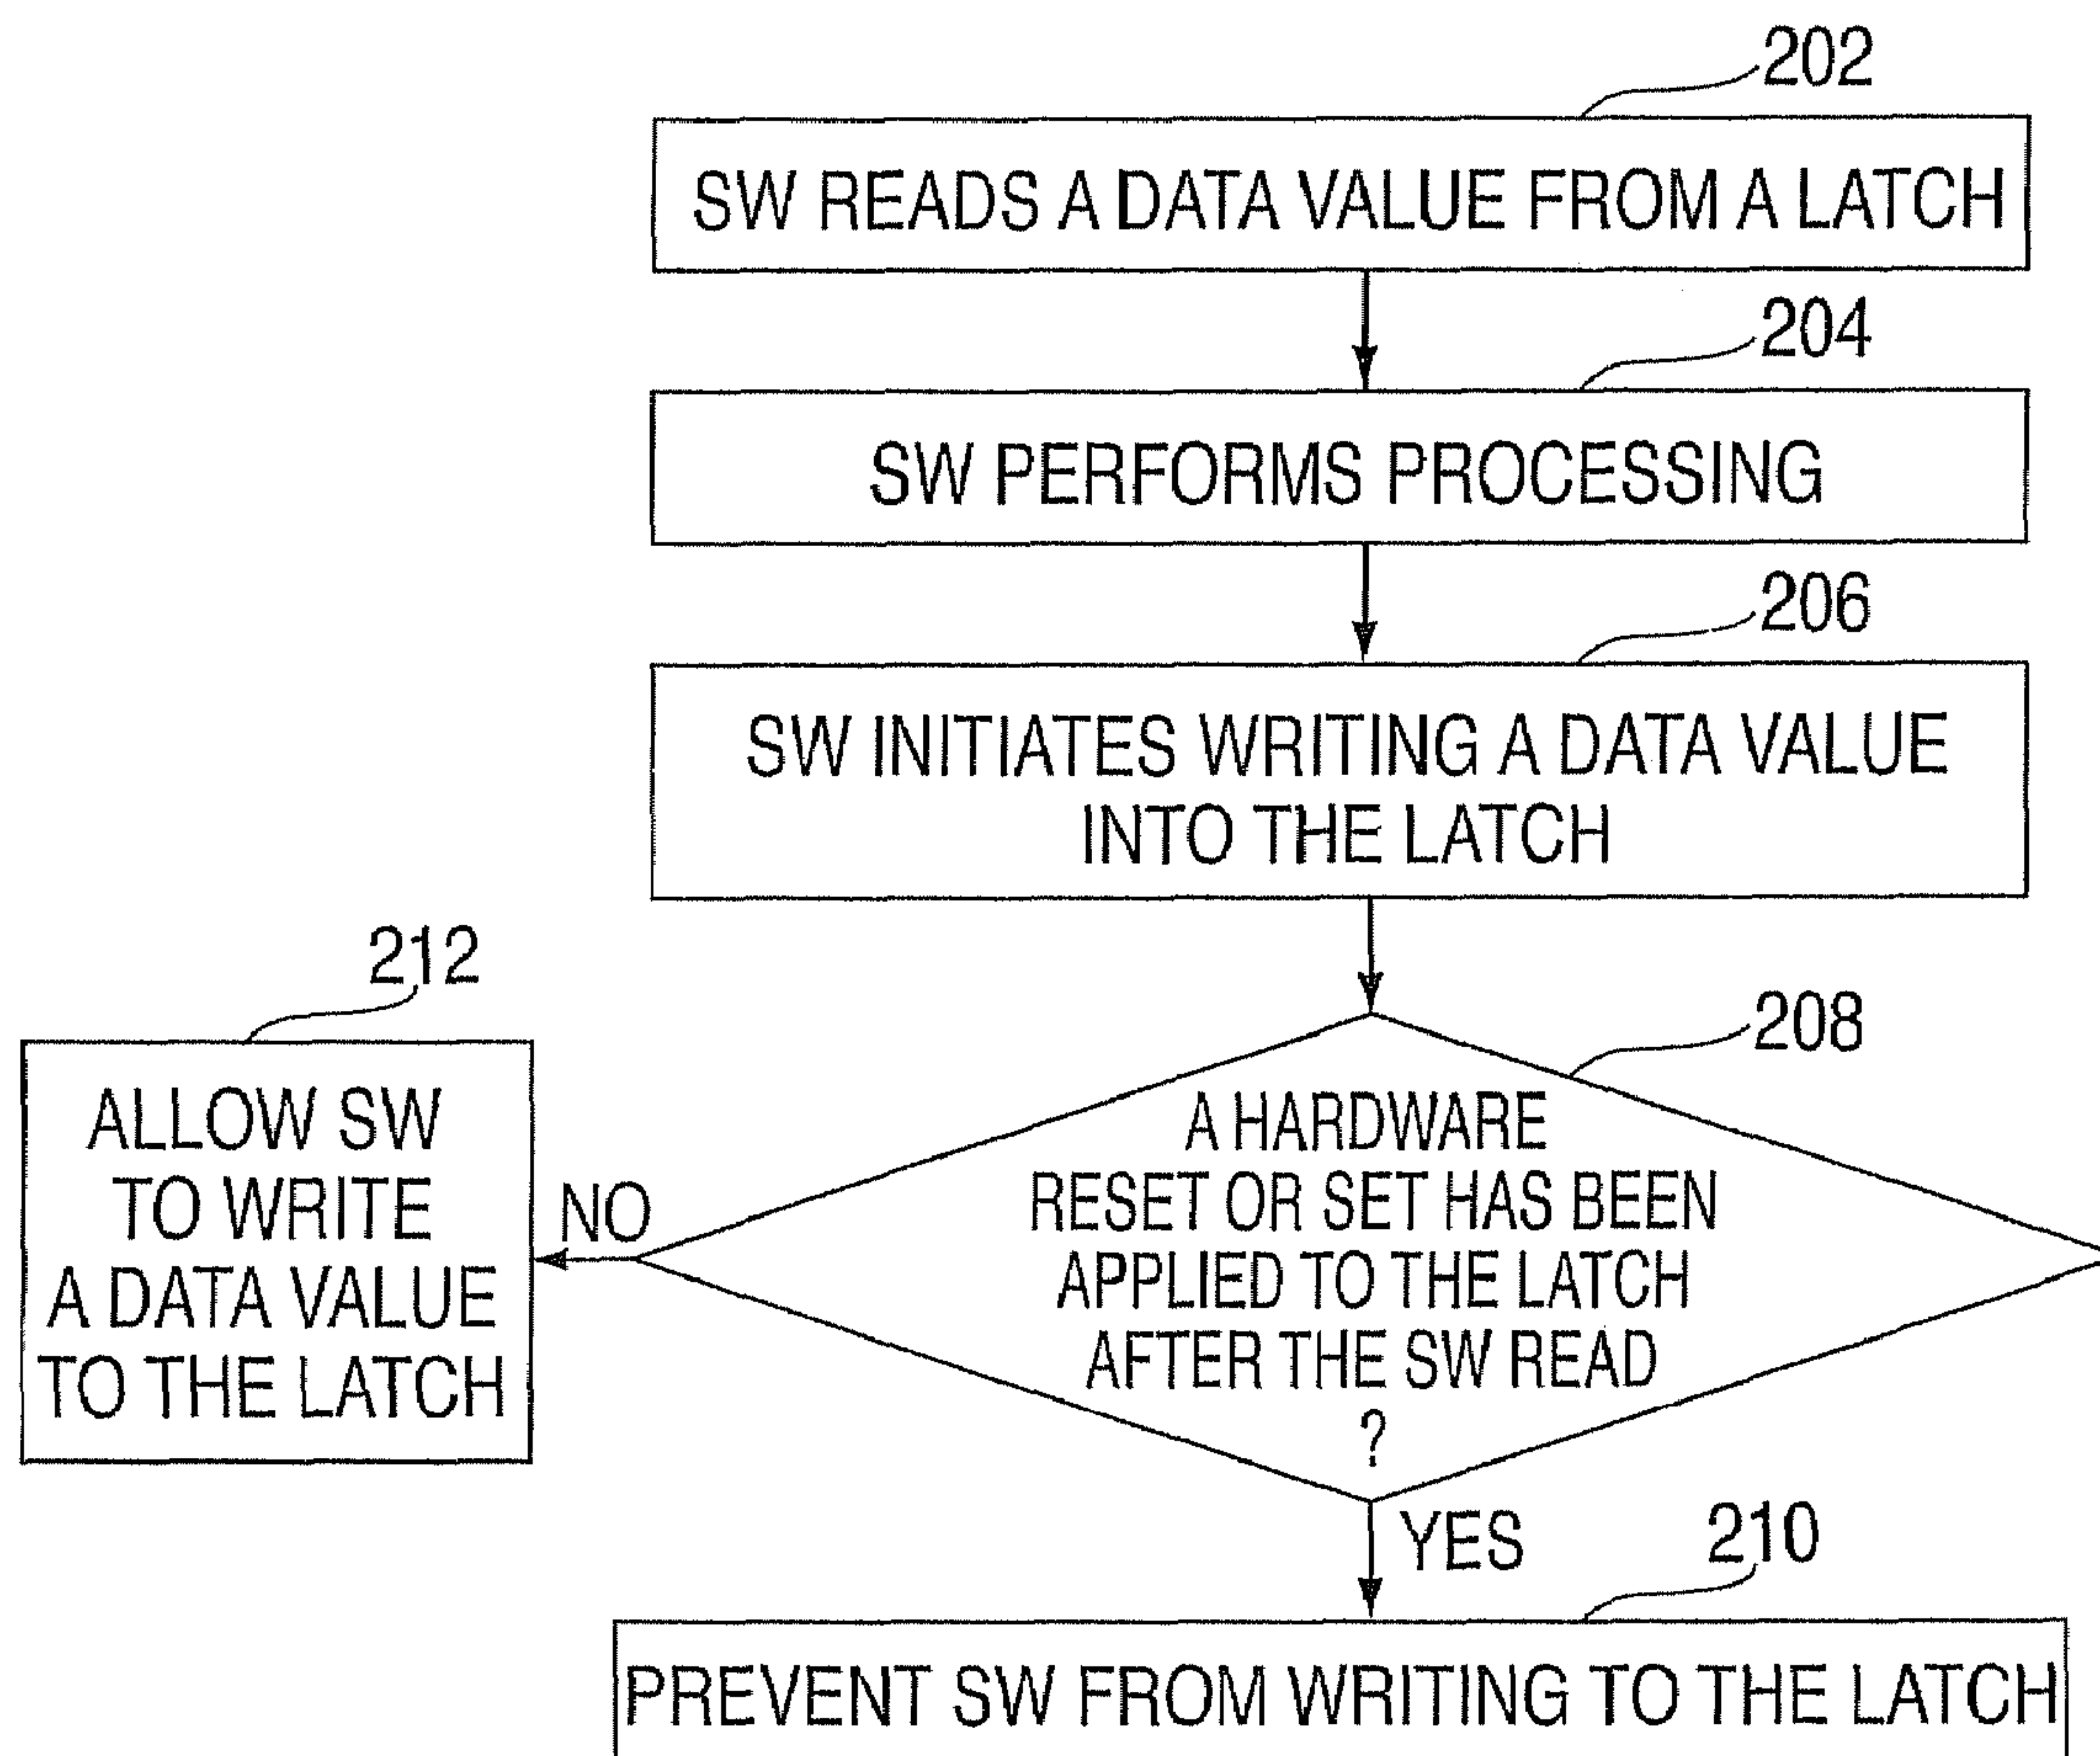 202
SW READS A DATA VALUE FROM A LATCH
204
SW PERFORMS PROCESSING
206
SW INITIATES WRITING A DATA VALUE
INTO THE LATCH
212
ALLOW SW
TO WRITE
A DATA VALUE
TO THE LATCH
NO
208
A HARDWARE
RESET OR SET HAS BEEN
APPLIED TO THE LATCH
AFTER THE SW READ
?
YES
210
PREVENT SW FROM WRITING TO THE LATCH